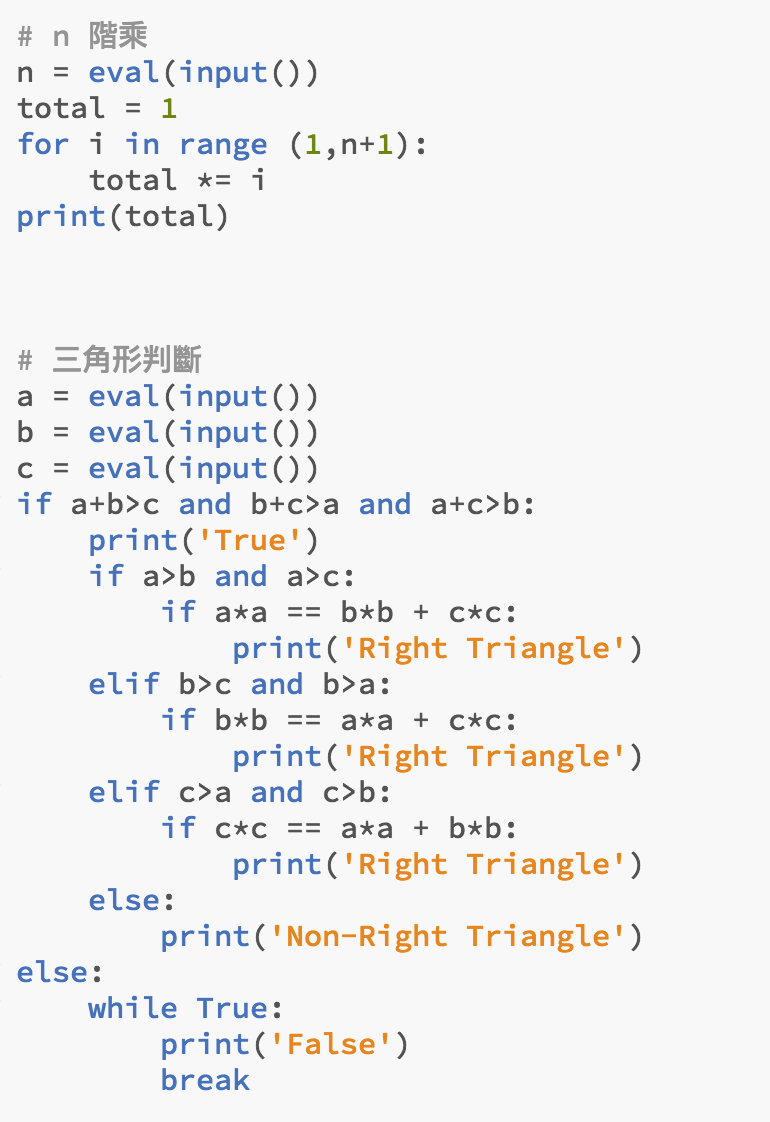 # n 階乘
n = eval(input())
total = 1
for i in range (1,n+1):
    total *= i
print(total)
# 三角形判斷
a = eval(input())
b = eval(input())
c = eval(input())
if a+b>c and b+c>a and a+c>b:
    print('True')
    if a>b and a>c:
        if a*a == b*b + c*c:
            print('Right Triangle')
    elif b>c and b>a:
        if b*b == a*a + c*c:
            print('Right Triangle')
    elif c>a and c>b:
        if c*c == a*a + b*b:
            print('Right Triangle')
    else:
        print('Non-Right Triangle')
else:
    while True:
        print('False')
        break